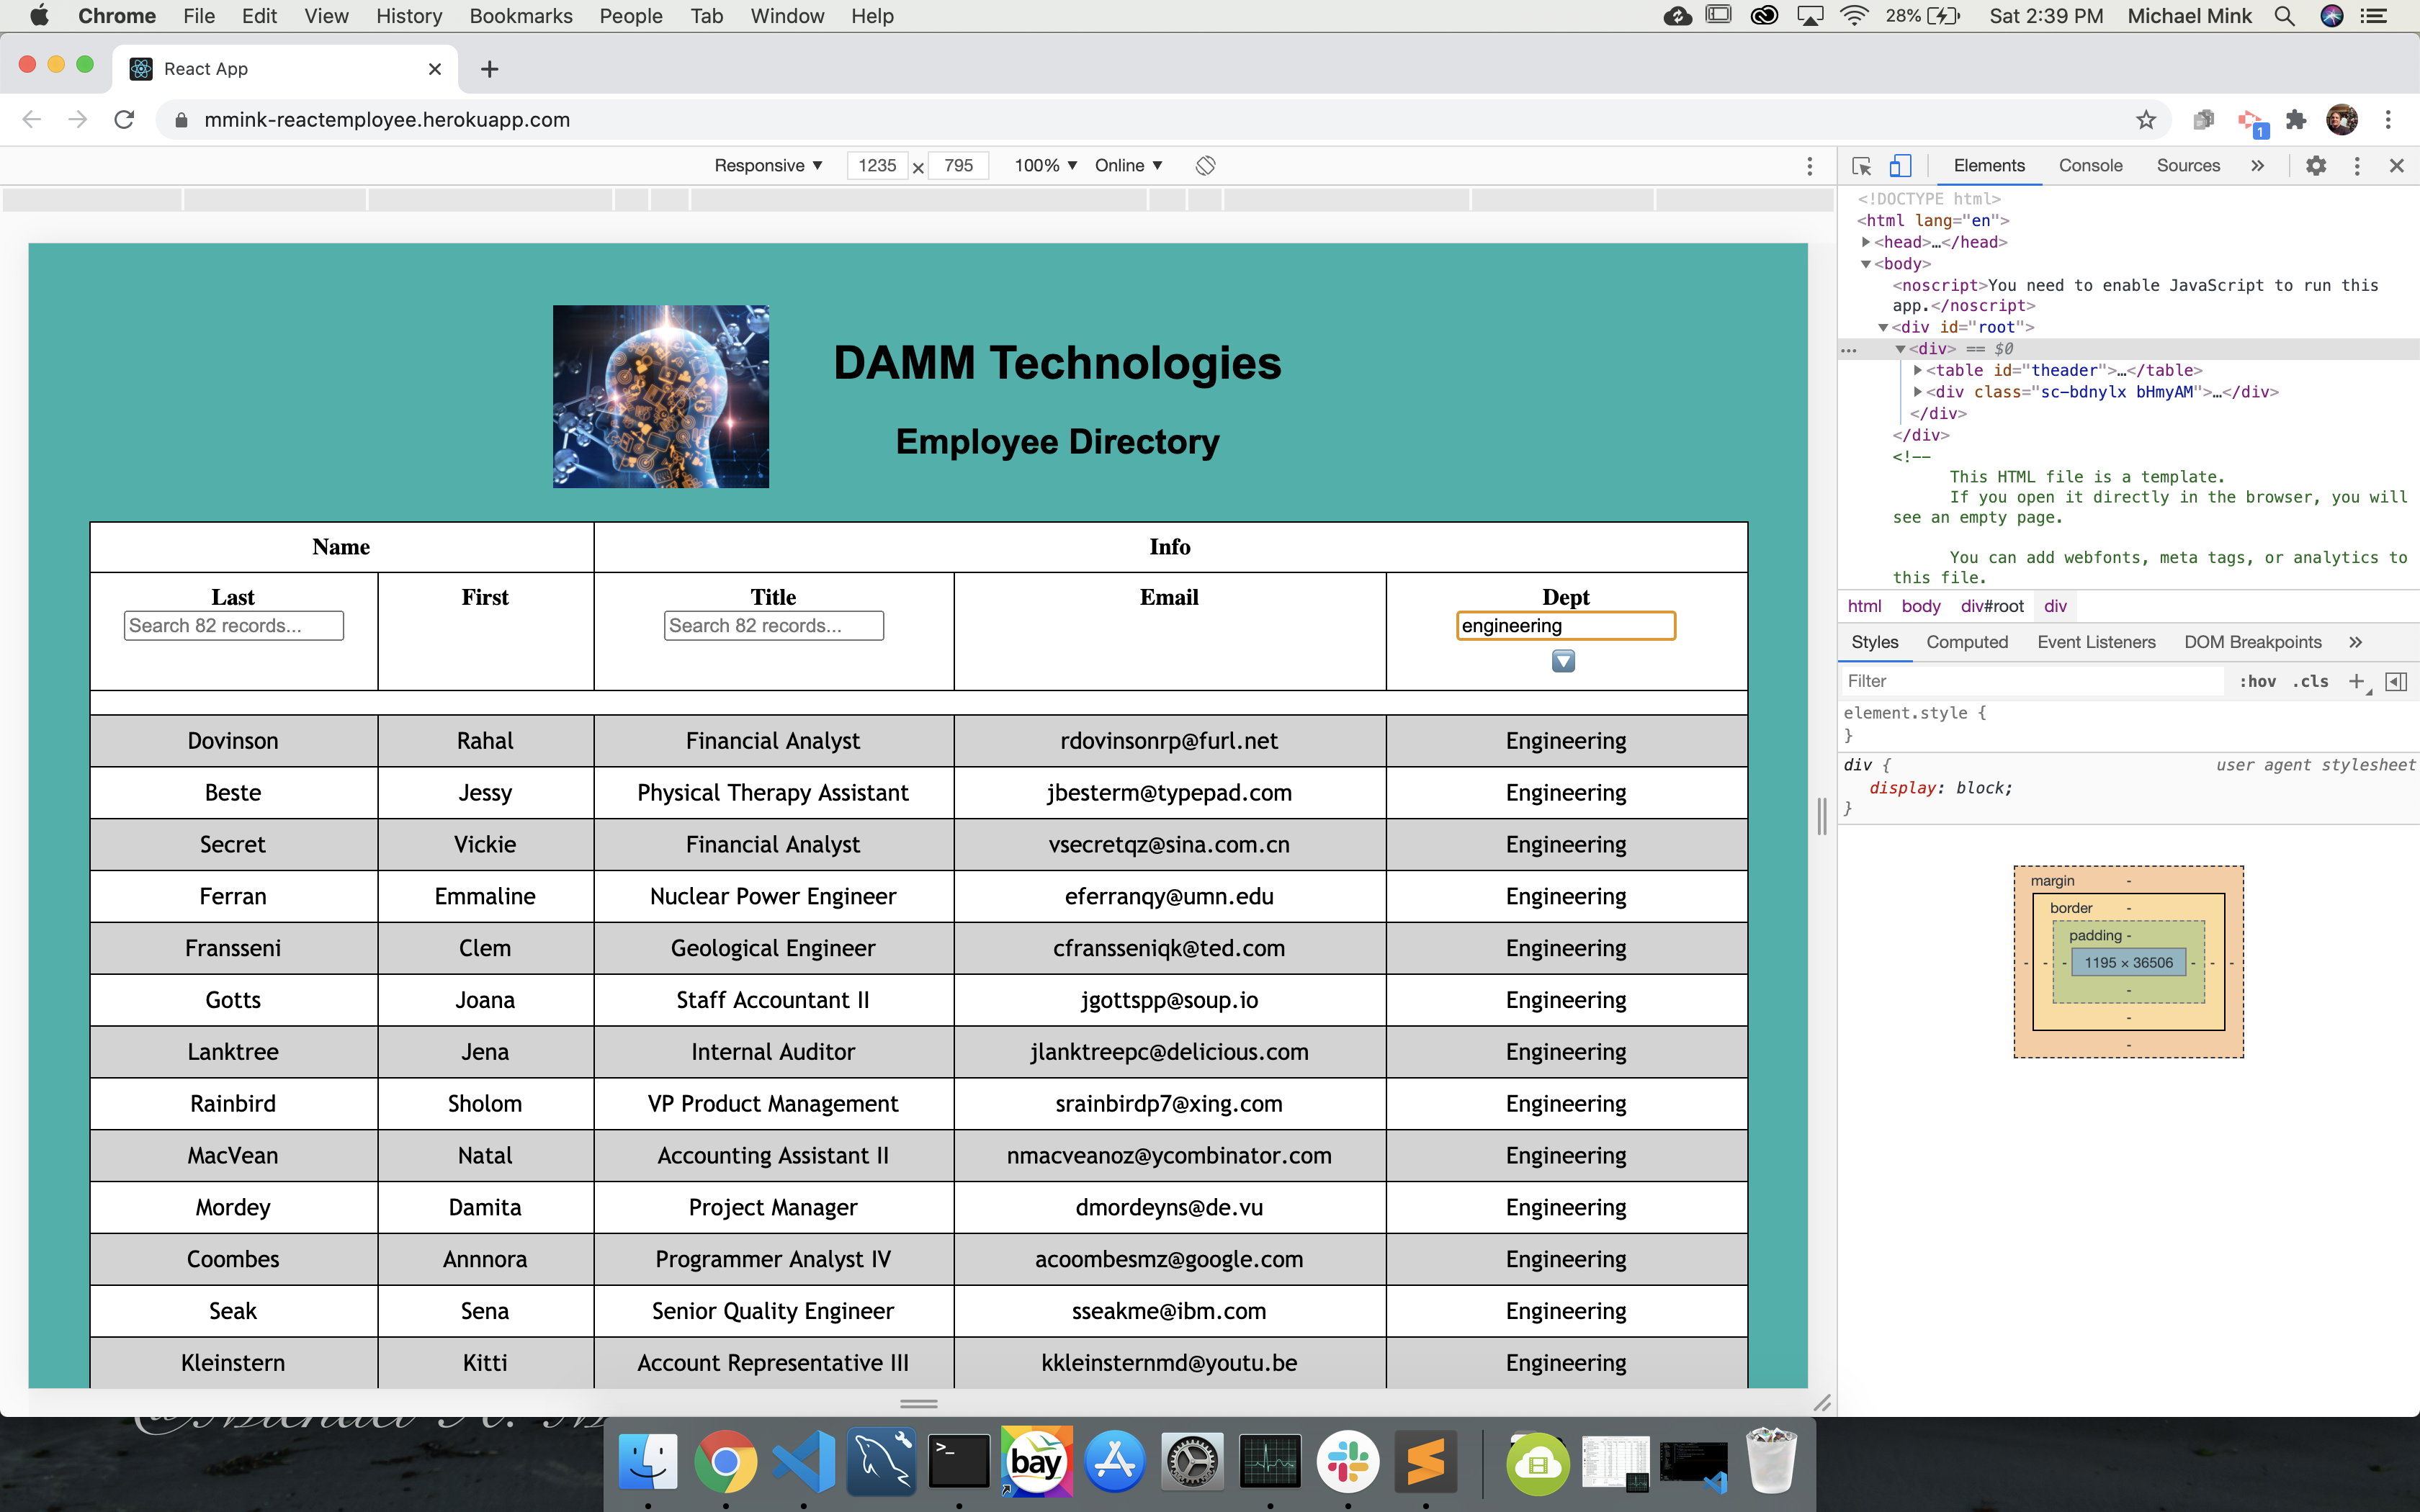 Chrome File Edit View History Bookmarks People Tab Window Help 28% Sat 2:39 PM Michael Mink
React App
mmink-reactemployee.herokuapp.com 1
Responsive ▼ 1235 × 795 100% ▼ Online ▼
DAMM Technologies
Employee Directory
Name Info
Last First Title Email Dept
Search 82 records... Search 82 records... engineering
Dovinson Rahal Financial Analyst rdovinsonrp@furl.net Engineering
Beste Jessy Physical Therapy Assistant jbesterm@typepad.com Engineering
Secret Vickie Financial Analyst vsecretqz@sina.com.cn Engineering
Ferran Emmaline Nuclear Power Engineer eferranqy@umn.edu Engineering
Fransseni Clem Geological Engineer cfransseniqk@ted.com Engineering
Gotts Joana Staff Accountant II jgottspp@soup.io Engineering
Lanktree Jena Internal Auditor jlanktreepc@delicious.com Engineering
Rainbird Sholom VP Product Management srainbirdp7@xing.com Engineering
MacVean Natal Accounting Assistant II nmacveanoz@ycombinator.com Engineering
Mordey Damita Project Manager dmordeyns@de.vu Engineering
Coombes Annnora Programmer Analyst IV acoombesmz@google.com Engineering
Seak Sena Senior Quality Engineer sseakme@ibm.com Engineering
Kleinstern Kitti Account Representative III kkleinsternmd@youtu.be Engineering
Elements Console Sources »
<!DOCTYPE html>
<html lang="en">
▶<head>…</head>
▼<body>
<noscript>You need to enable JavaScript to run this
app.</noscript>
▼<div id="root">
… ▼<div> == $0
▶<table id="theader">…</table>
▶<div class="sc-bdnylx bHmyAM">…</div>
</div>
</div>
<!--
This HTML file is a template.
If you open it directly in the browser, you will
see an empty page.
You can add webfonts, meta tags, or analytics to
this file.
html body div#root div
Styles Computed Event Listeners DOM Breakpoints »
Filter :hov .cls +
element.style {
}
div { user agent stylesheet
display: block;
}
margin -
border -
padding -
- - - 1195 × 36506 - - -
-
-
-
bay